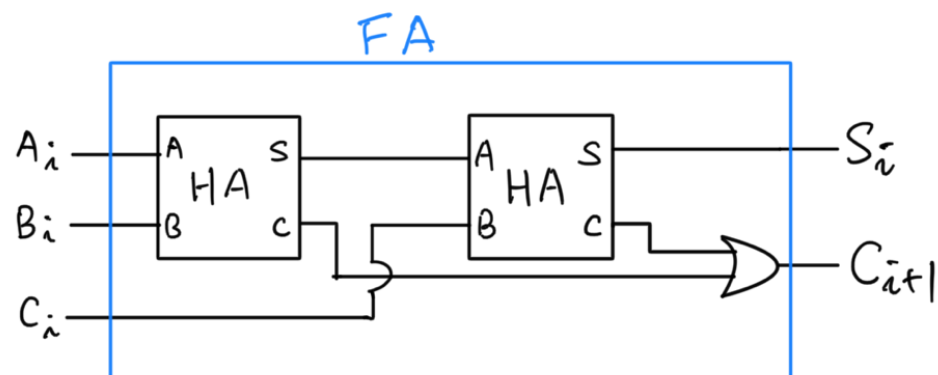 FA
Aᵢ A S A S Sᵢ
HA HA
Bᵢ B C B C
Cᵢ₊₁
Cᵢ